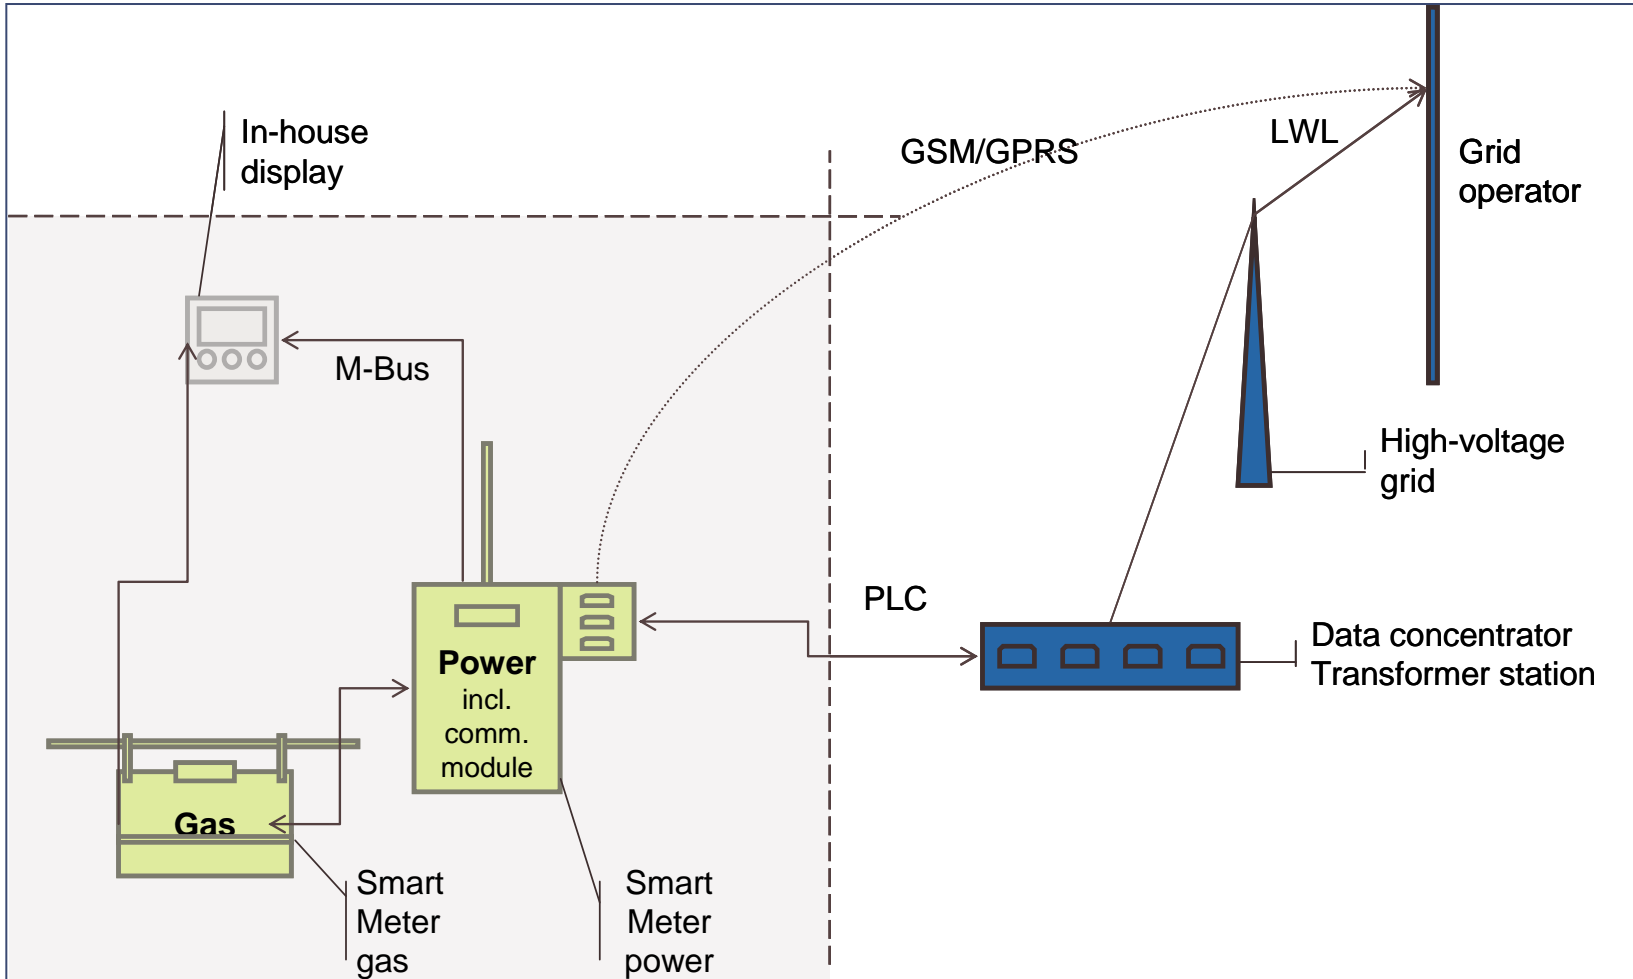 In-house
display
GSM/GPRS
LWL
Grid
operator
M-Bus
High-voltage
grid
PLC
Data concentrator
Transformer station
Power
incl.
comm.
module
Gas
Smart
Meter
gas
Smart
Meter
power